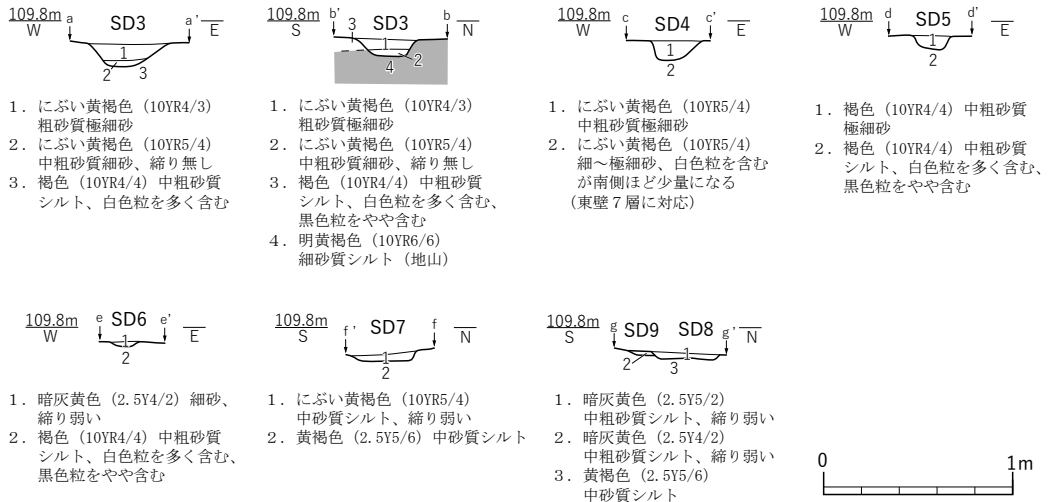 109.8m
W
a
SD3
a'
E
1
2
3
1．にぶい黄褐色（10YR4/3）
粗砂質極細砂
2．にぶい黄褐色（10YR5/4）
中粗砂質細砂、締り無し
3．褐色（10YR4/4）中粗砂質
シルト、白色粒を多く含む
109.8m
S
b'
SD3
b
N
3
1
2
4
1．にぶい黄褐色（10YR4/3）
粗砂質極細砂
2．にぶい黄褐色（10YR5/4）
中粗砂質細砂、締り無し
3．褐色（10YR4/4）中粗砂質
シルト、白色粒を多く含む、
黒色粒をやや含む
4．明黄褐色（10YR6/6）
細砂質シルト（地山）
109.8m
W
c
SD4
c'
E
1
2
1．にぶい黄褐色（10YR5/4）
中粗砂質極細砂
2．にぶい黄褐色（10YR5/4）
細～極細砂、白色粒を含む
が南側ほど少量になる
（東壁７層に対応）
109.8m
W
d
SD5
d'
E
1
2
1．褐色（10YR4/4）中粗砂質
極細砂
2．褐色（10YR4/4）中粗砂質
シルト、白色粒を多く含む、
黒色粒をやや含む
109.8m
W
e
SD6
e'
E
1
2
1．暗灰黄色（2.5Y4/2）細砂、
締り弱い
2．褐色（10YR4/4）中粗砂質
シルト、白色粒を多く含む、
黒色粒をやや含む
109.8m
S
f'
SD7
f
N
1
2
1．にぶい黄褐色（10YR5/4）
中砂質シルト、締り弱い
2．黄褐色（2.5Y5/6）中砂質シルト
109.8m
S
g
SD9
SD8
g'
N
1
2
3
1．暗灰黄色（2.5Y5/2）
中粗砂質シルト、締り弱い
2．暗灰黄色（2.5Y4/2）
中粗砂質シルト、締り弱い
3．黄褐色（2.5Y5/6）
中砂質シルト
0
1m